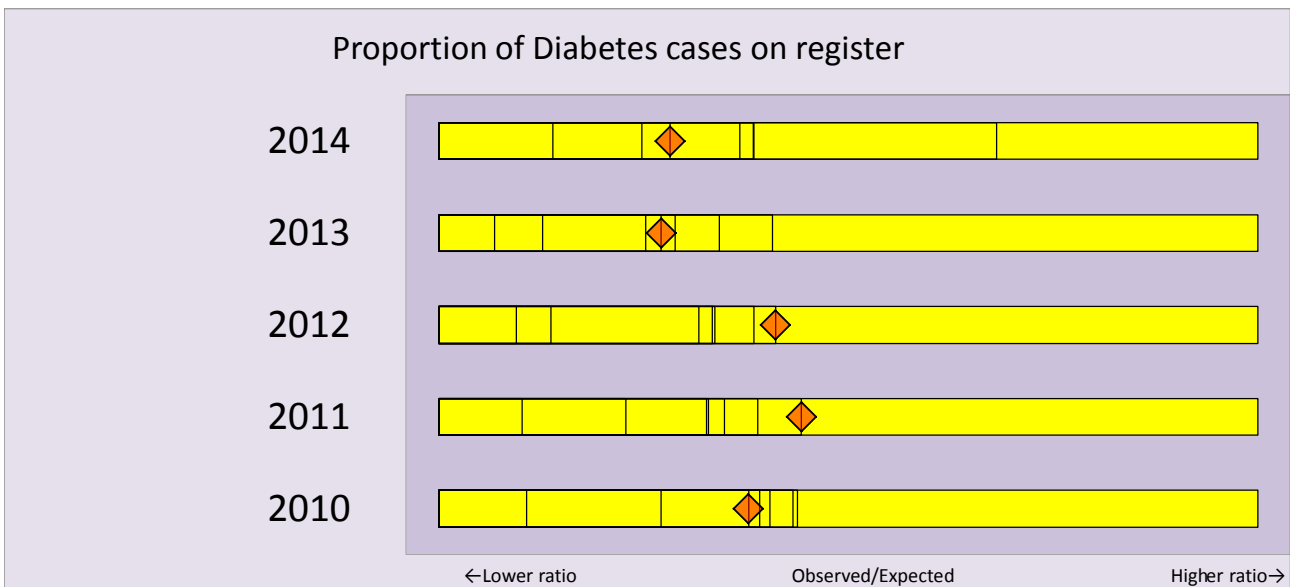 Proportion of Diabetes cases on register
2014
2013
2012
2011
2010
←Lower ratio Observed/Expected Higher ratio→